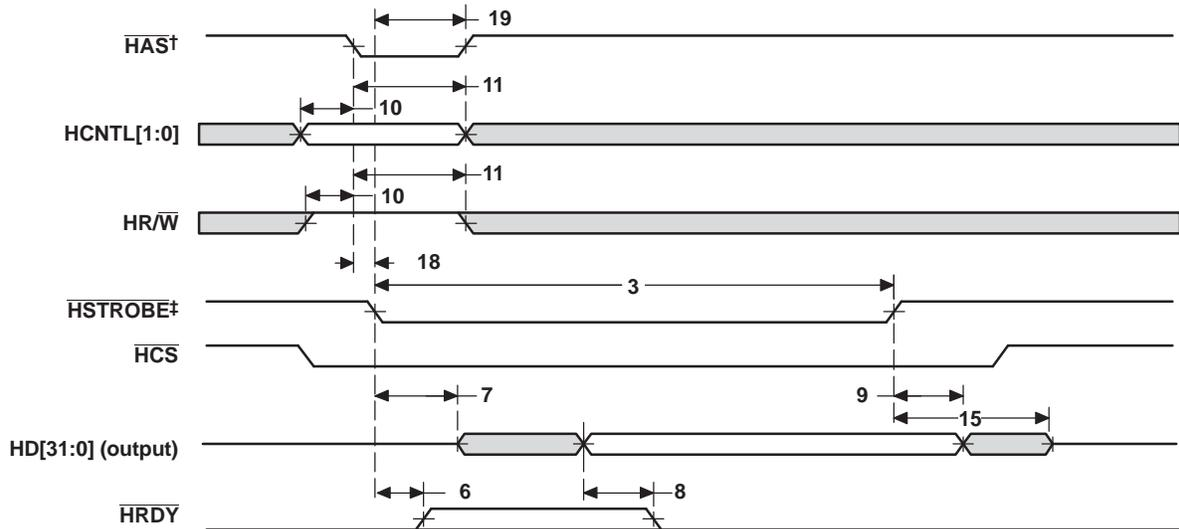 19
HAS†
11
10
HCNTL[1:0]
11
10
HR/W
18
3
HSTROBE‡
HCS
7
9
15
HD[31:0] (output)
6
8
HRDY